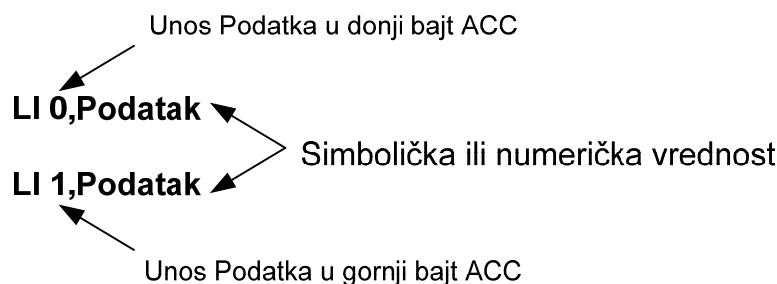 Unos Podatka u donji bajt ACC
LI 0,Podatak
Simbolička ili numerička vrednost
LI 1,Podatak
Unos Podatka u gornji bajt ACC